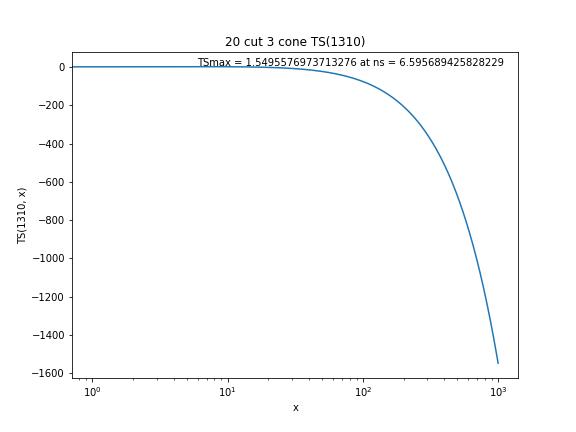 20 cut 3 cone TS(1310)
TSmax = 1.5495576973713276 at ns = 6.595689425828229
0
−200
−400
−600
−800
−1000
−1200
−1400
−1600
TS(1310, x)
10⁰ 10¹ 10² 10³
x